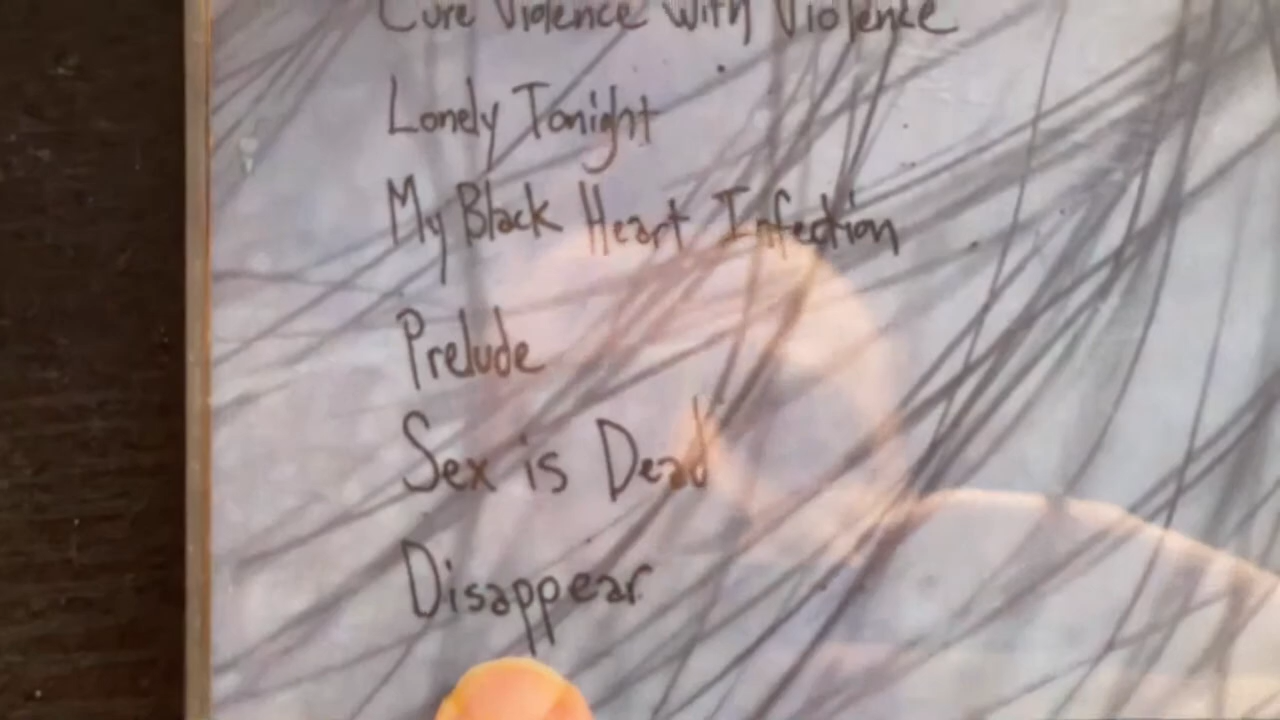 Cure Violence With Violence
Lonely Tonight
My Black Heart Infection
Prelude
Sex is Dead
Disappear